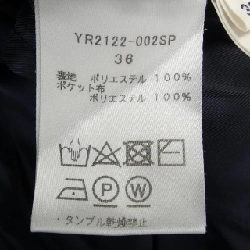 YR2122-002SP
36
裏地 ポリエステル 100%
ポケット布
ポリエステル 100%
P W
・タンブル乾燥禁止